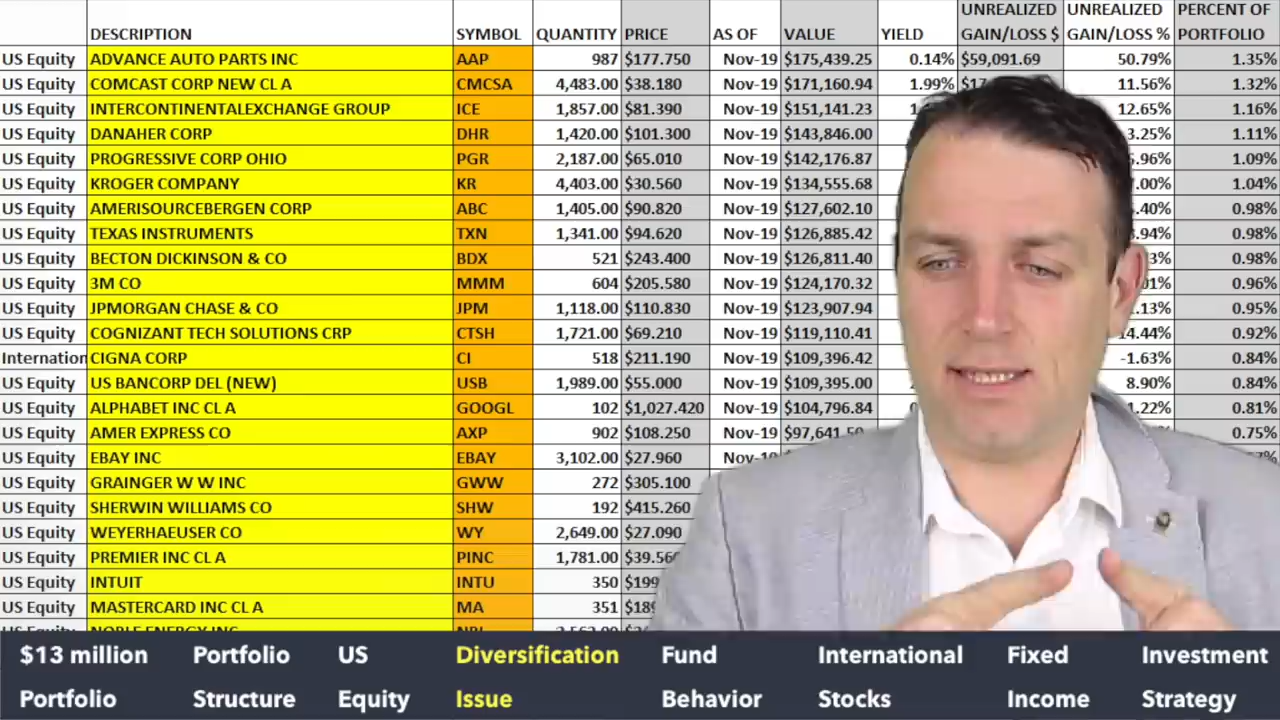 DESCRIPTION SYMBOL QUANTITY PRICE AS OF VALUE YIELD UNREALIZED GAIN/LOSS $ UNREALIZED GAIN/LOSS % PERCENT OF PORTFOLIO
US Equity ADVANCE AUTO PARTS INC AAP 987 $177.750 Nov-19 $175,439.25 0.14% $59,091.69 50.79% 1.35%
US Equity COMCAST CORP NEW CL A CMCSA 4,483.00 $38.180 Nov-19 $171,160.94 1.99% 11.56% 1.32%
US Equity INTERCONTINENTALEXCHANGE GROUP ICE 1,857.00 $81.390 Nov-19 $151,141.23 12.65% 1.16%
US Equity DANAHER CORP DHR 1,420.00 $101.300 Nov-19 $143,846.00 1.11%
US Equity PROGRESSIVE CORP OHIO PGR 2,187.00 $65.010 Nov-19 $142,176.87 1.09%
US Equity KROGER COMPANY KR 4,403.00 $30.560 Nov-19 $134,555.68 1.04%
US Equity AMERISOURCEBERGEN CORP ABC 1,405.00 $90.820 Nov-19 $127,602.10 0.98%
US Equity TEXAS INSTRUMENTS TXN 1,341.00 $94.620 Nov-19 $126,885.42 0.98%
US Equity BECTON DICKINSON & CO BDX 521 $243.400 Nov-19 $126,811.40 0.98%
US Equity 3M CO MMM 604 $205.580 Nov-19 $124,170.32 0.96%
US Equity JPMORGAN CHASE & CO JPM 1,118.00 $110.830 Nov-19 $123,907.94 0.95%
US Equity COGNIZANT TECH SOLUTIONS CRP CTSH 1,721.00 $69.210 Nov-19 $119,110.41 0.92%
Internation CIGNA CORP CI 518 $211.190 Nov-19 $109,396.42 -1.63% 0.84%
US Equity US BANCORP DEL (NEW) USB 1,989.00 $55.000 Nov-19 $109,395.00 8.90% 0.84%
US Equity ALPHABET INC CL A GOOGL 102 $1,027.420 Nov-19 $104,796.84 0.81%
US Equity AMER EXPRESS CO AXP 902 $108.250 Nov-19 0.75%
US Equity EBAY INC EBAY 3,102.00 $27.960
US Equity GRAINGER W W INC GWW 272 $305.100
US Equity SHERWIN WILLIAMS CO SHW 192 $415.260
US Equity WEYERHAEUSER CO WY 2,649.00 $27.090
US Equity PREMIER INC CL A PINC 1,781.00
US Equity INTUIT INTU 350
US Equity MASTERCARD INC CL A MA 351
$13 million Portfolio
Portfolio Structure
US Equity
Diversification Issue
Fund Behavior
International Stocks
Fixed Income
Investment Strategy